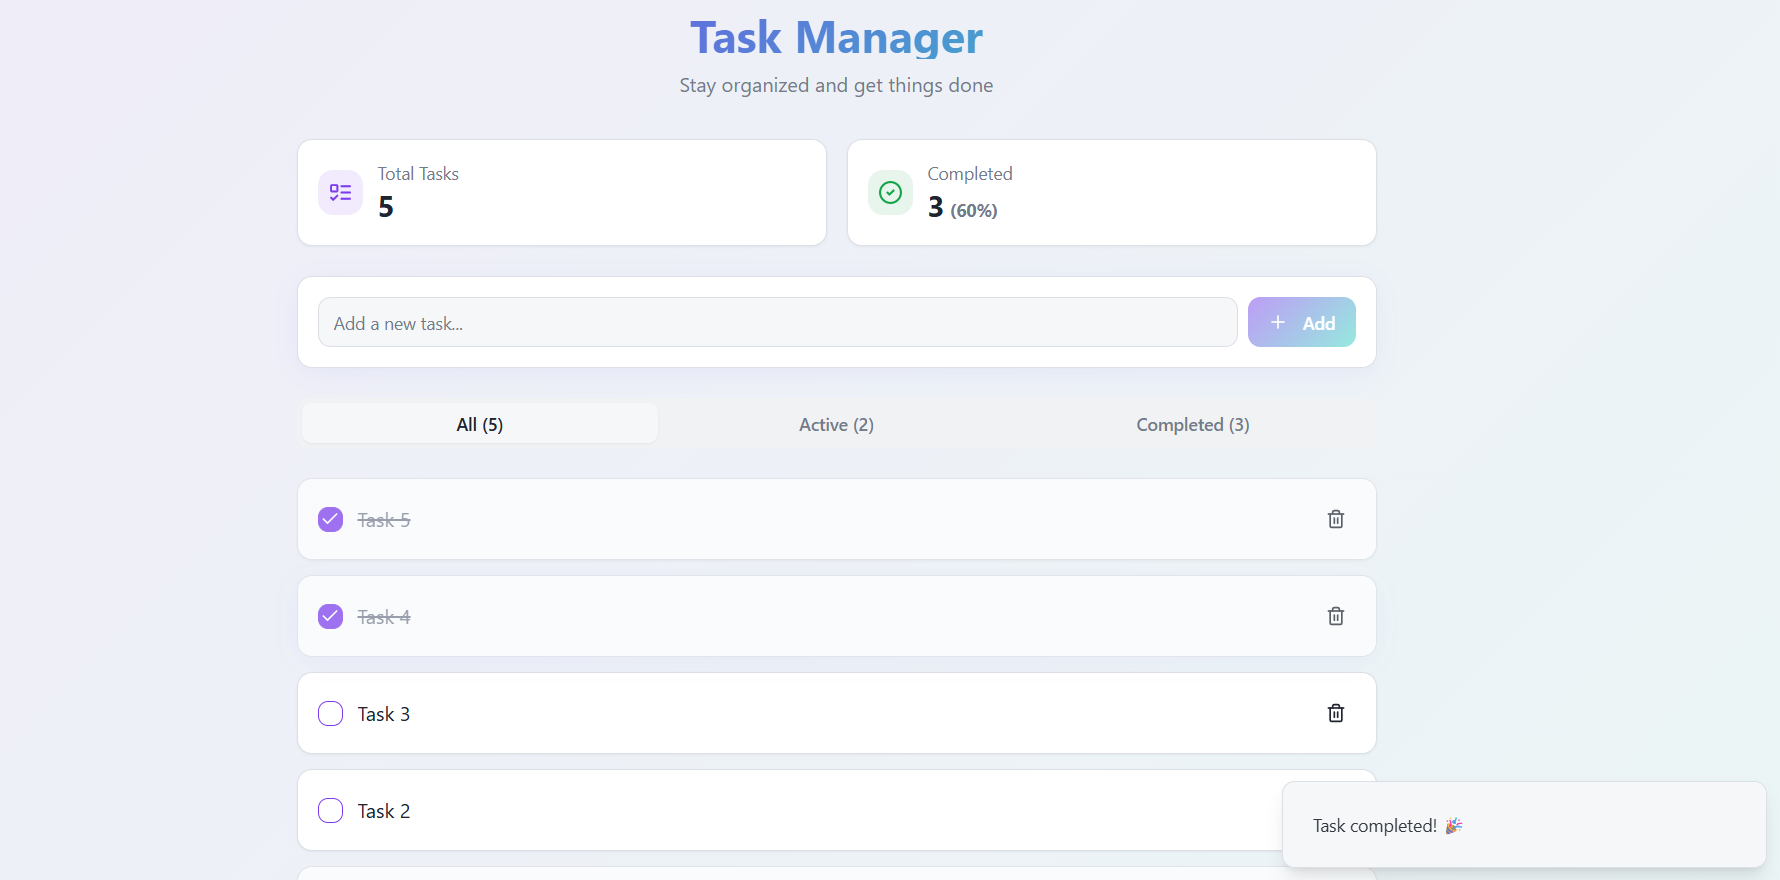 Task Manager
Stay organized and get things done
Total Tasks
5
Completed
3 (60%)
Add a new task...
Add
All (5)
Active (2)
Completed (3)
Task 5
Task 4
Task 3
Task 2
Task completed! 🎉